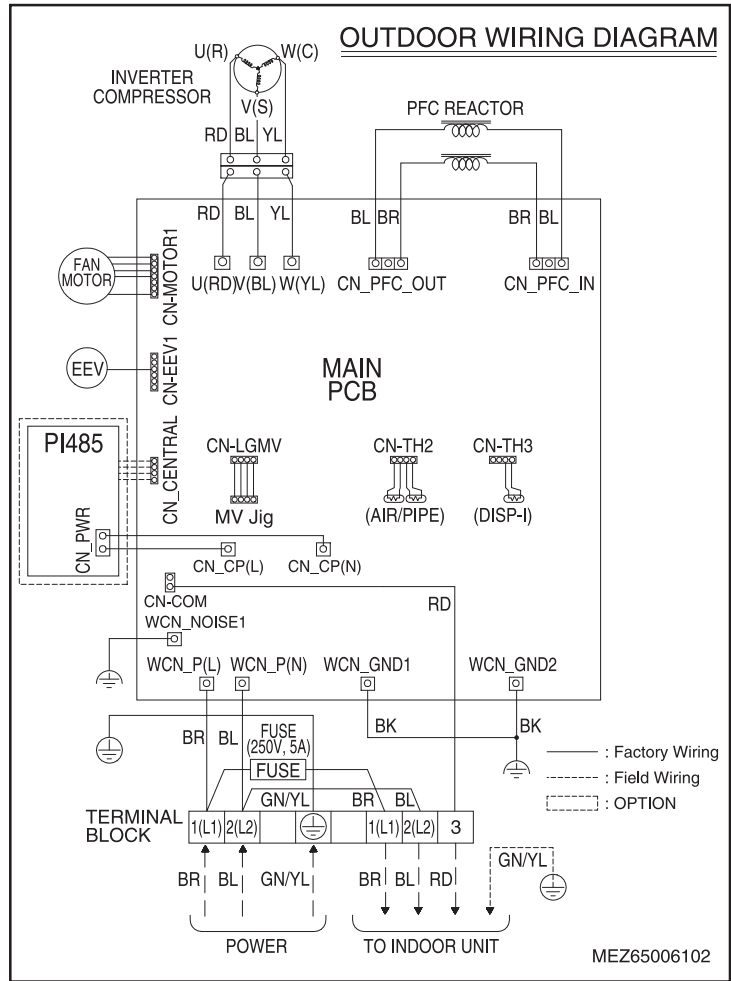 OUTDOOR WIRING DIAGRAM
U(R) W(C)
INVERTER
COMPRESSOR
V(S)
PFC REACTOR
RD BL YL
RD BL YL
BL BR
BR BL
FAN
MOTOR
CN-MOTOR1
U(RD) V(BL) W(YL)
CN_PFC_OUT
CN_PFC_IN
EEV
CN-EEV1
MAIN
PCB
PI485
CN_CENTRAL
CN-LGMV
CN-TH2
CN-TH3
MV Jig
(AIR/PIPE)
(DISP-I)
CN_PWR
CN_CP(L)
CN_CP(N)
CN-COM
RD
WCN_NOISE1
WCN_P(L) WCN_P(N)
WCN_GND1
WCN_GND2
BR BL
FUSE
(250V, 5A)
FUSE
BK
BK
: Factory Wiring
: Field Wiring
: OPTION
GN/YL
BR BL
TERMINAL
BLOCK
1(L1) 2(L2)
1(L1) 2(L2) 3
BR BL GN/YL
BR BL RD
GN/YL
POWER
TO INDOOR UNIT
MEZ65006102